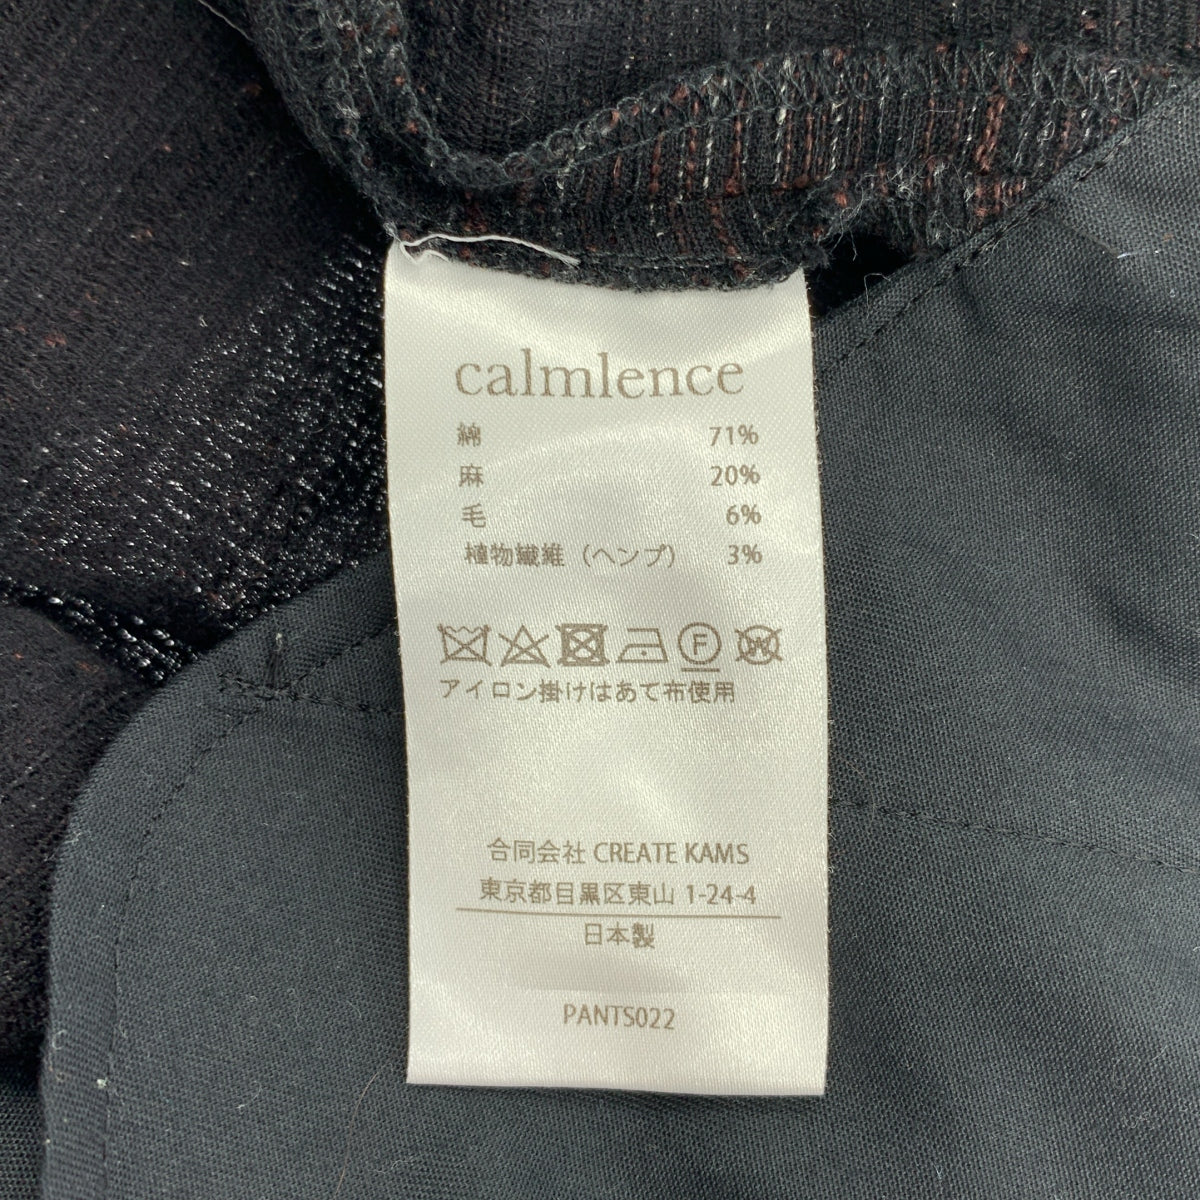 calmlence
綿 71%
麻 20%
毛 6%
植物繊維（ヘンプ） 3%
F W
アイロン掛けはあて布使用
合同会社 CREATE KAMS
東京都目黒区東山 1-24-4
日本製
PANTS022